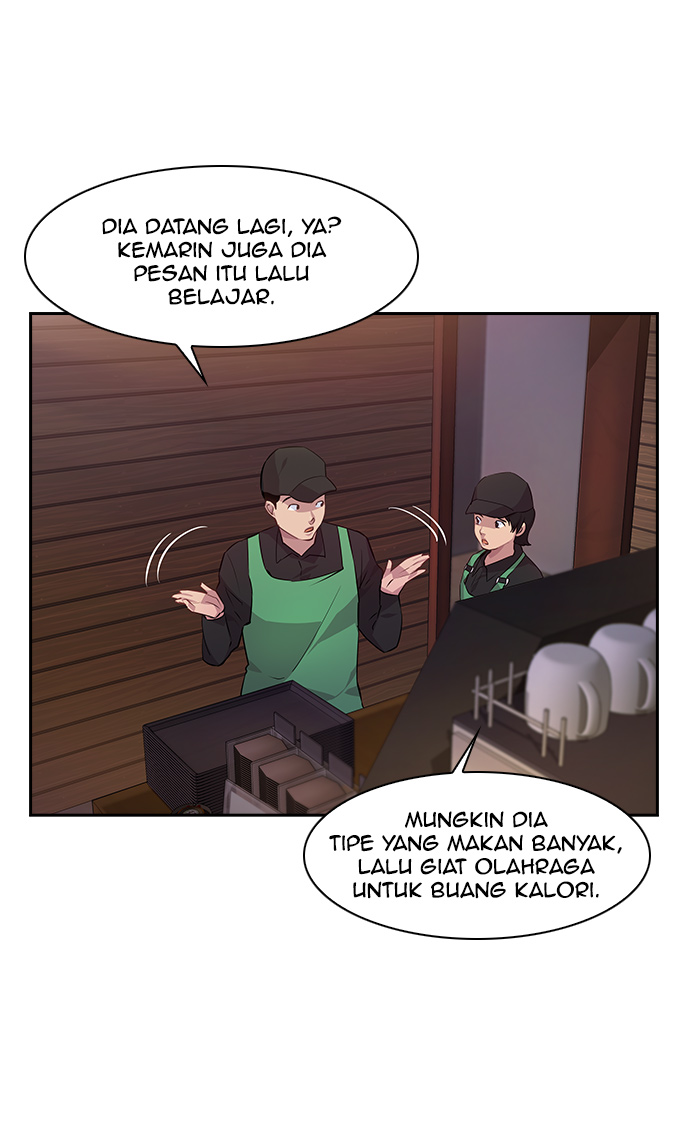 DIA DATANG LAGI, YA?
KEMARIN JUGA DIA
PESAN ITU LALU
BELAJAR.
MUNGKIN DIA
TIPE YANG MAKAN BANYAK,
LALU GIAT OLAHRAGA
UNTUK BUANG KALORI.